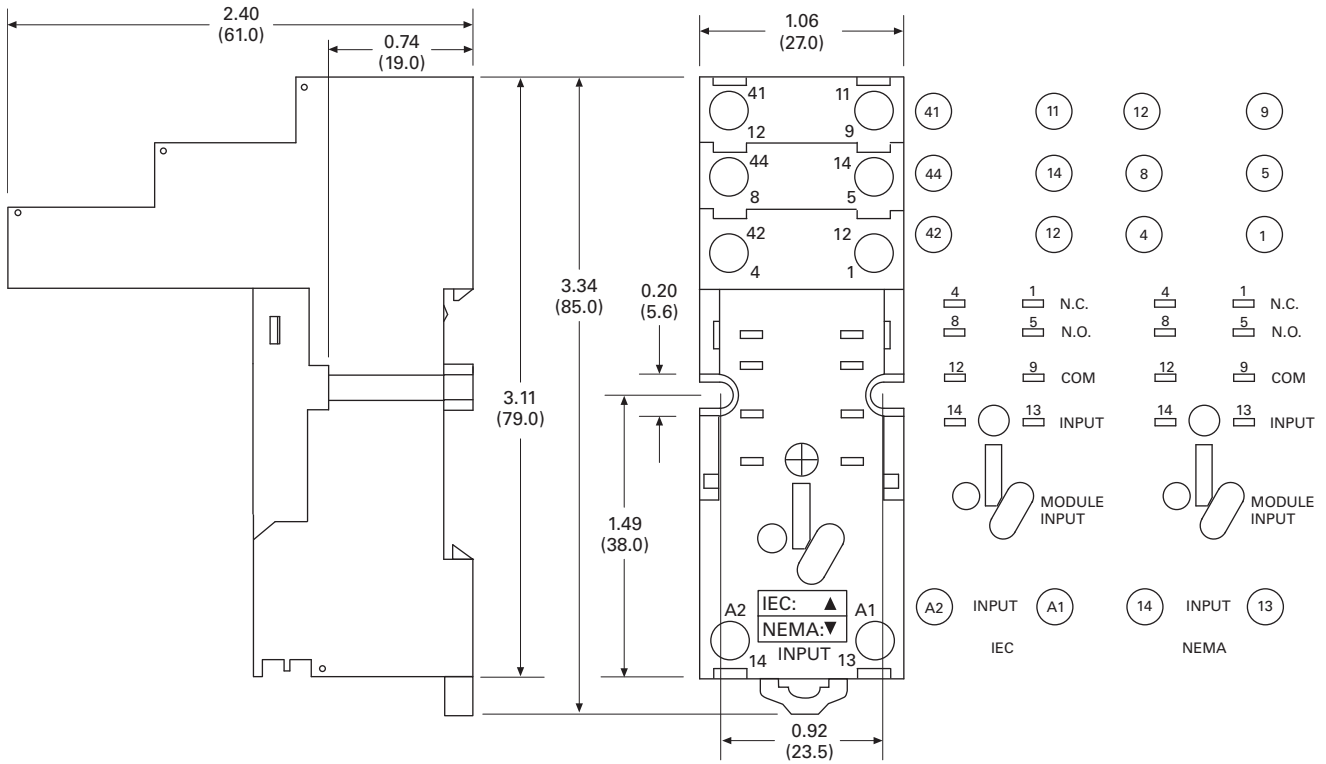 2.40
(61.0)
0.74
(19.0)
3.11
(79.0)
3.34
(85.0)
0.20
(5.6)
1.49
(38.0)
1.06
(27.0)
41 11
12 9
44 14
8 5
42 12
4 1
A2 IEC: ▲ A1
NEMA:▼
14 INPUT 13
0.92
(23.5)
41 11 12 9
44 14 8 5
42 12 4 1
4 1 N.C. 4 1 N.C.
8 5 N.O. 8 5 N.O.
12 9 COM 12 9 COM
14 13 INPUT 14 13 INPUT
MODULE
INPUT
MODULE
INPUT
A2 INPUT A1 14 INPUT 13
IEC NEMA